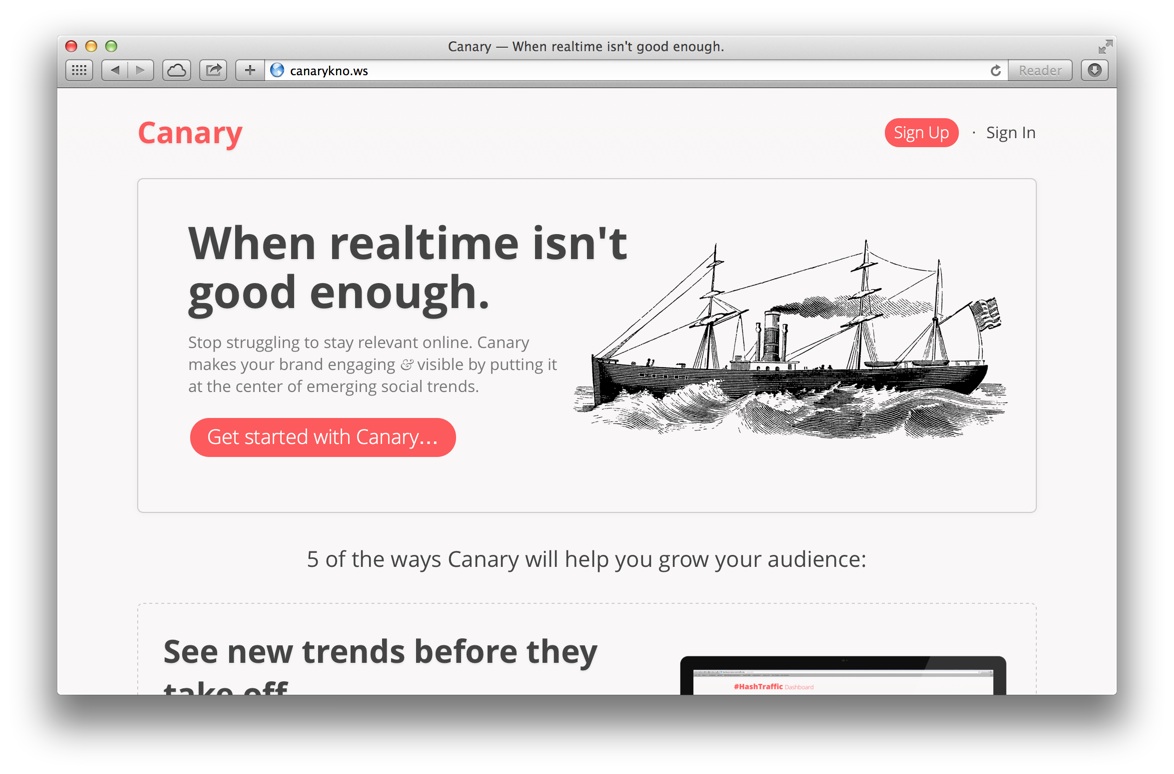 Canary — When realtime isn't good enough.
canarykno.ws
Reader
Canary
Sign Up · Sign In
When realtime isn't
good enough.
Stop struggling to stay relevant online. Canary
makes your brand engaging & visible by putting it
at the center of emerging social trends.
Get started with Canary...
5 of the ways Canary will help you grow your audience:
See new trends before they
take off
#HashTraffic Dashboard